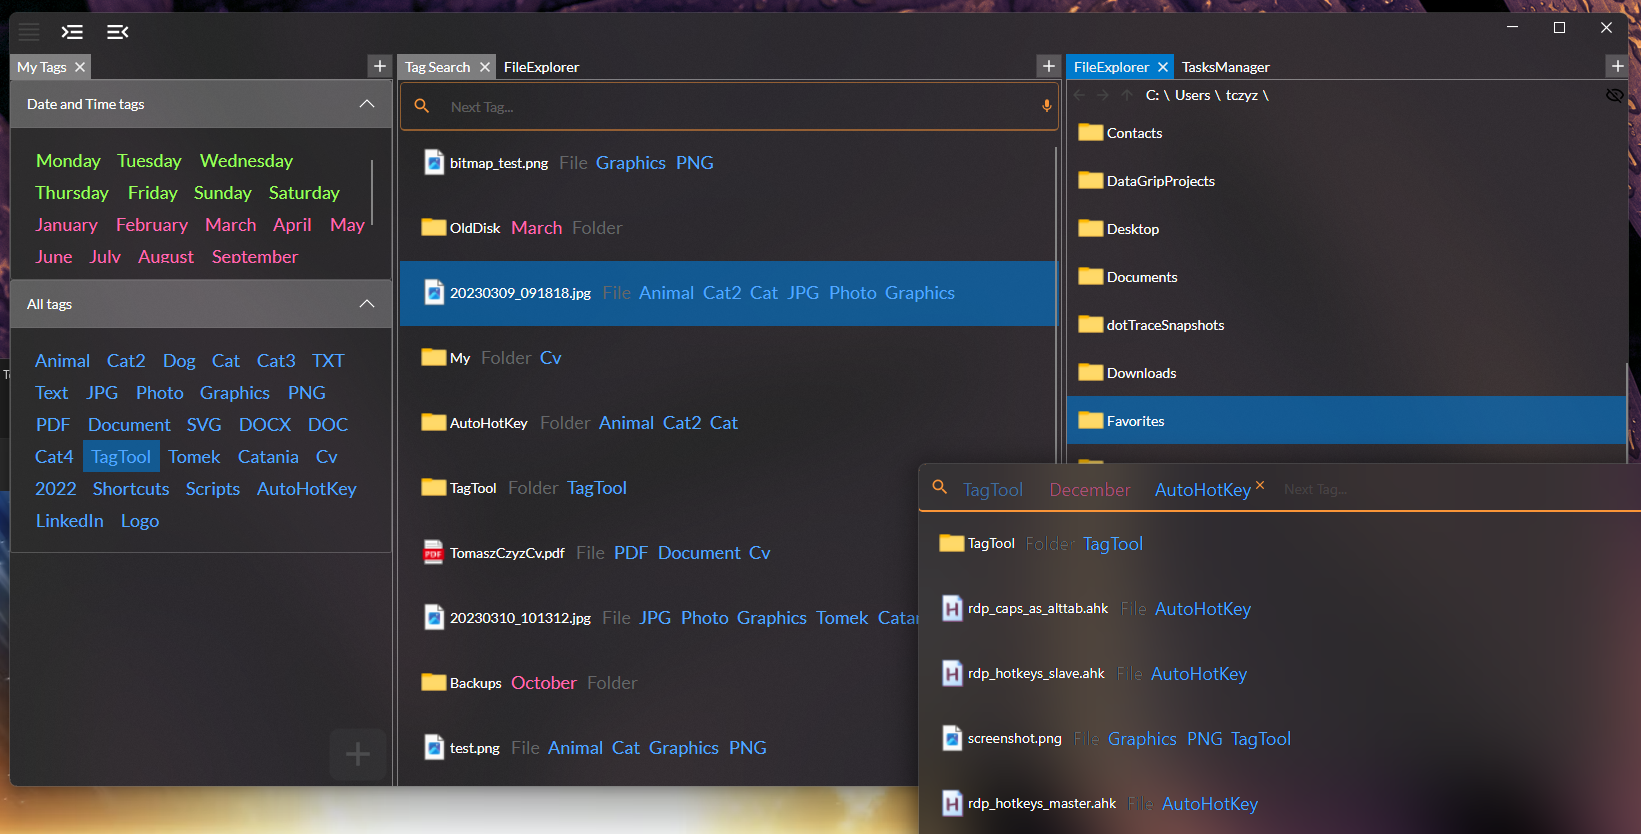 My Tags
Date and Time tags
Monday Tuesday Wednesday
Thursday Friday Sunday Saturday
January February March April May
June July August September
All tags
Animal Cat2 Dog Cat Cat3 TXT
Text JPG Photo Graphics PNG
PDF Document SVG DOCX DOC
Cat4 TagTool Tomek Catania Cv
2022 Shortcuts Scripts AutoHotKey
LinkedIn Logo
Tag Search FileExplorer
Next Tag...
bitmap_test.png File Graphics PNG
OldDisk March Folder
20230309_091818.jpg File Animal Cat2 Cat JPG Photo Graphics
My Folder Cv
AutoHotKey Folder Animal Cat2 Cat
TagTool Folder TagTool
TomaszCzyzCv.pdf File PDF Document Cv
20230310_101312.jpg File JPG Photo Graphics Tomek Catan
Backups October Folder
test.png File Animal Cat Graphics PNG
FileExplorer TasksManager
C: \ Users \ tczyz \
Contacts
DataGripProjects
Desktop
Documents
dotTraceSnapshots
Downloads
Favorites
TagTool December AutoHotKey Next Tag...
TagTool Folder TagTool
rdp_caps_as_alttab.ahk File AutoHotKey
rdp_hotkeys_slave.ahk File AutoHotKey
screenshot.png File Graphics PNG TagTool
rdp_hotkeys_master.ahk File AutoHotKey